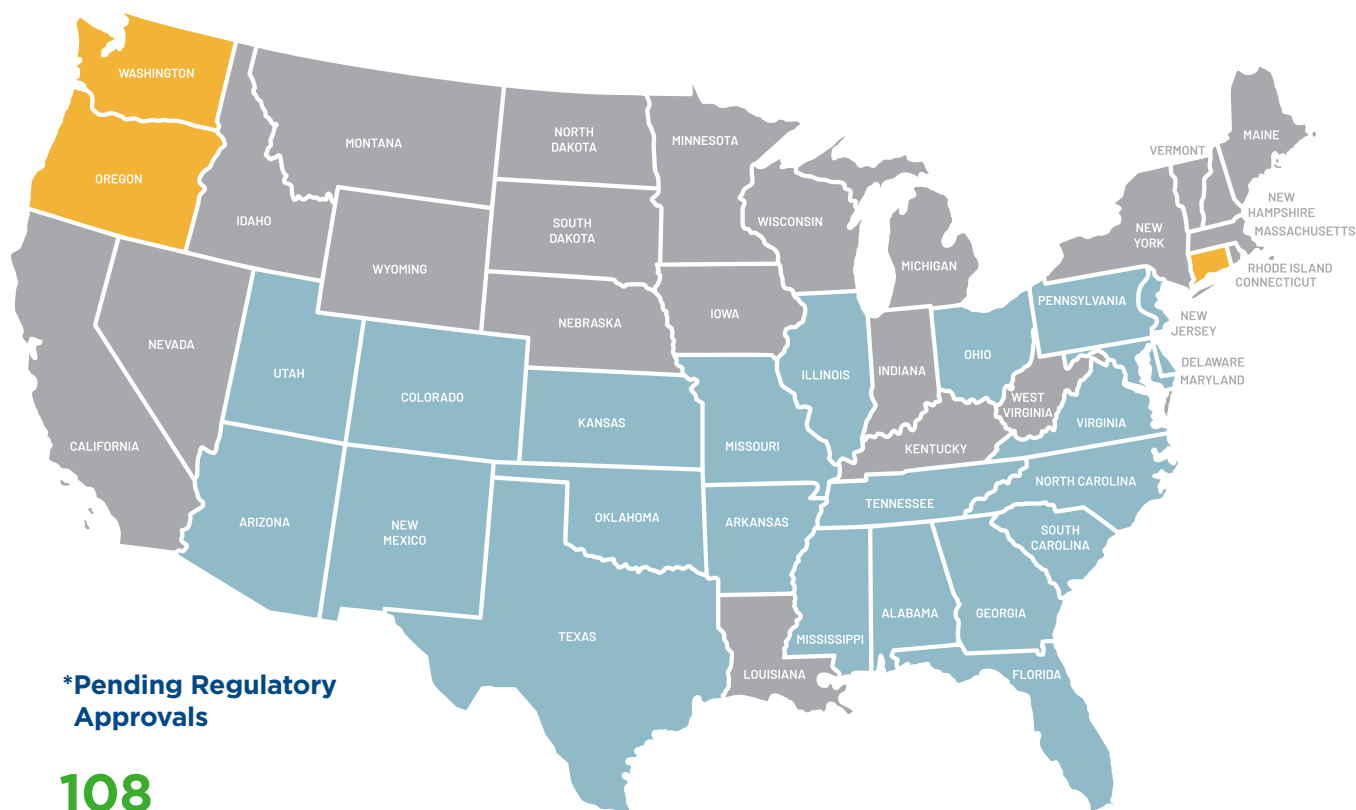 WASHINGTON
OREGON
CALIFORNIA
NEVADA
IDAHO
MONTANA
WYOMING
UTAH
ARIZONA
COLORADO
NEW
MEXICO
NORTH
DAKOTA
SOUTH
DAKOTA
NEBRASKA
KANSAS
OKLAHOMA
TEXAS
MINNESOTA
IOWA
MISSOURI
ARKANSAS
LOUISIANA
WISCONSIN
ILLINOIS
MICHIGAN
INDIANA
OHIO
KENTUCKY
TENNESSEE
MISSISSIPPI
ALABAMA
GEORGIA
FLORIDA
SOUTH
CAROLINA
NORTH CAROLINA
VIRGINIA
WEST
VIRGINIA
PENNSYLVANIA
NEW
YORK
VERMONT
MAINE
NEW
HAMPSHIRE
MASSACHUSETTS
RHODE ISLAND
CONNECTICUT
NEW
JERSEY
DELAWARE
MARYLAND
*Pending Regulatory
Approvals
108